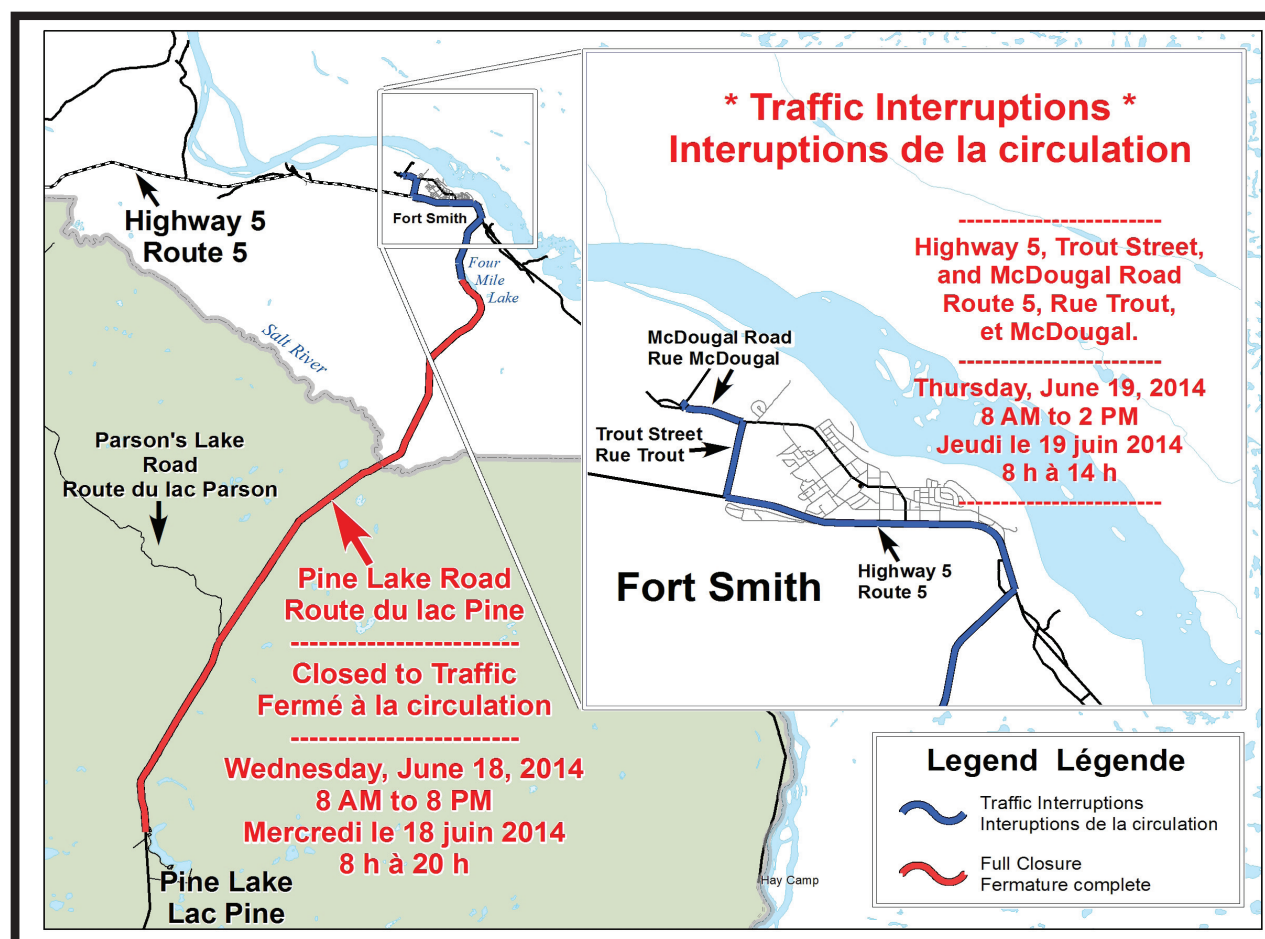 * Traffic Interruptions *
Interuptions de la circulation
------------------------
Highway 5, Trout Street,
and McDougal Road
Route 5, Rue Trout,
et McDougal.
------------------------
Thursday, June 19, 2014
8 AM to 2 PM
Jeudi le 19 juin 2014
8 h à 14 h
------------------------
McDougal Road
Rue McDougal
Trout Street
Rue Trout
Fort Smith
Highway 5
Route 5
Highway 5
Route 5
Fort Smith
Four
Mile
Lake
Salt River
Parson's Lake
Road
Route du lac Parson
Pine Lake Road
Route du lac Pine
------------------------
Closed to Traffic
Fermé à la circulation
------------------------
Wednesday, June 18, 2014
8 AM to 8 PM
Mercredi le 18 juin 2014
8 h à 20 h
Pine Lake
Lac Pine
Hay Camp
Legend Légende
Traffic Interruptions
Interuptions de la circulation
Full Closure
Fermature complete